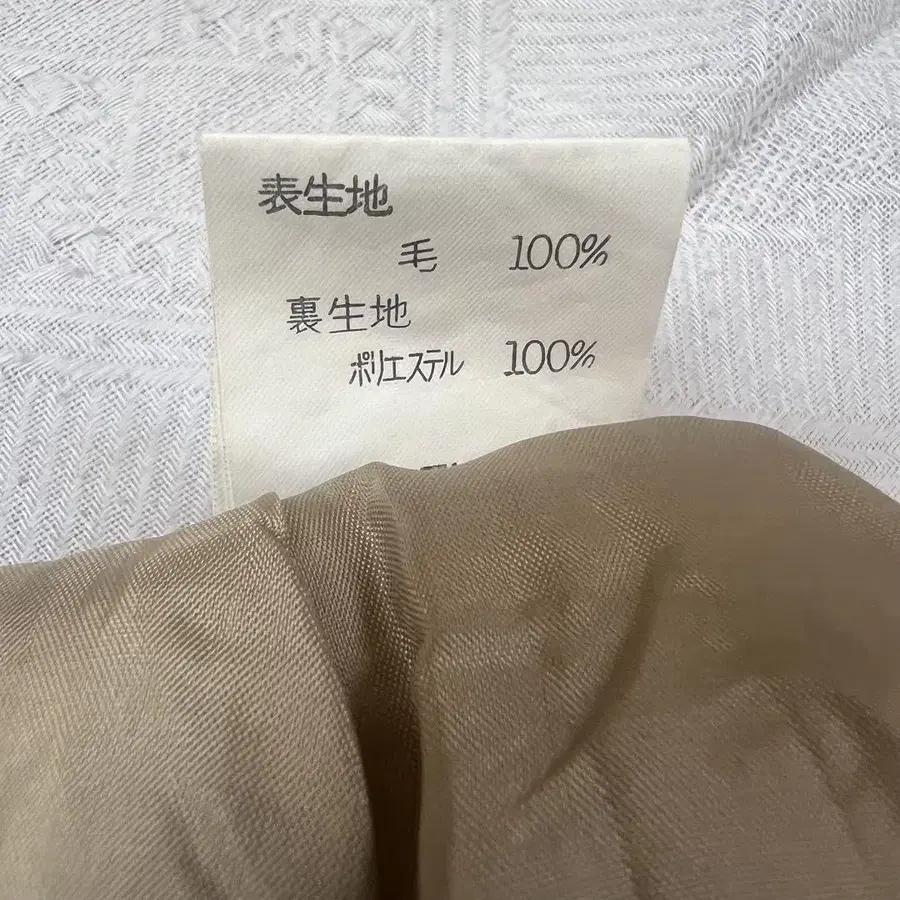 表生地
毛 100%
裏生地
ポリエステル 100%